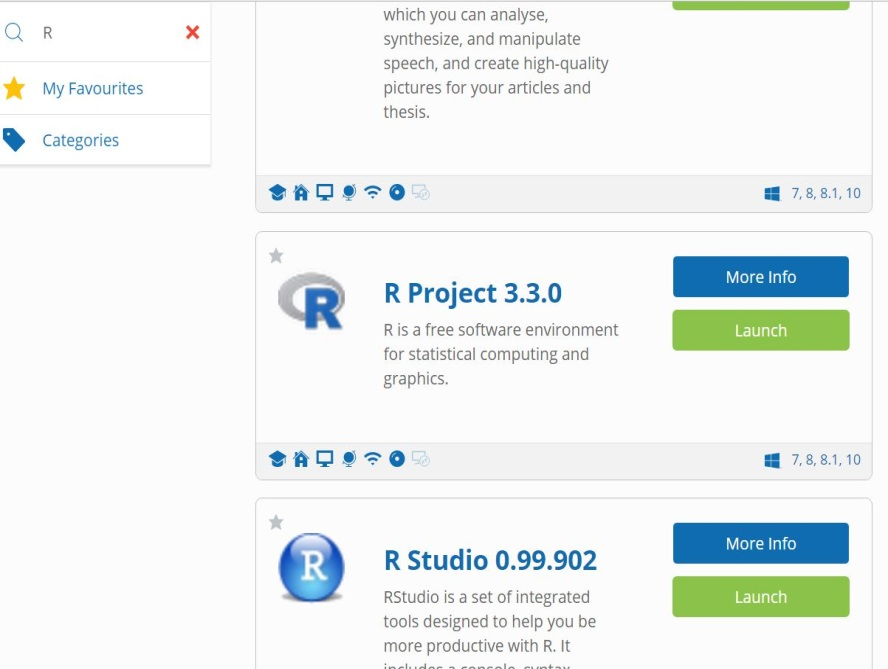 R
My Favourites
Categories
which you can analyse,
synthesize, and manipulate
speech, and create high-quality
pictures for your articles and
thesis.
7, 8, 8.1, 10
R
R Project 3.3.0
R is a free software environment
for statistical computing and
graphics.
More Info
Launch
7, 8, 8.1, 10
R
R Studio 0.99.902
RStudio is a set of integrated
tools designed to help you be
more productive with R. It
includes a console, syntax
More Info
Launch